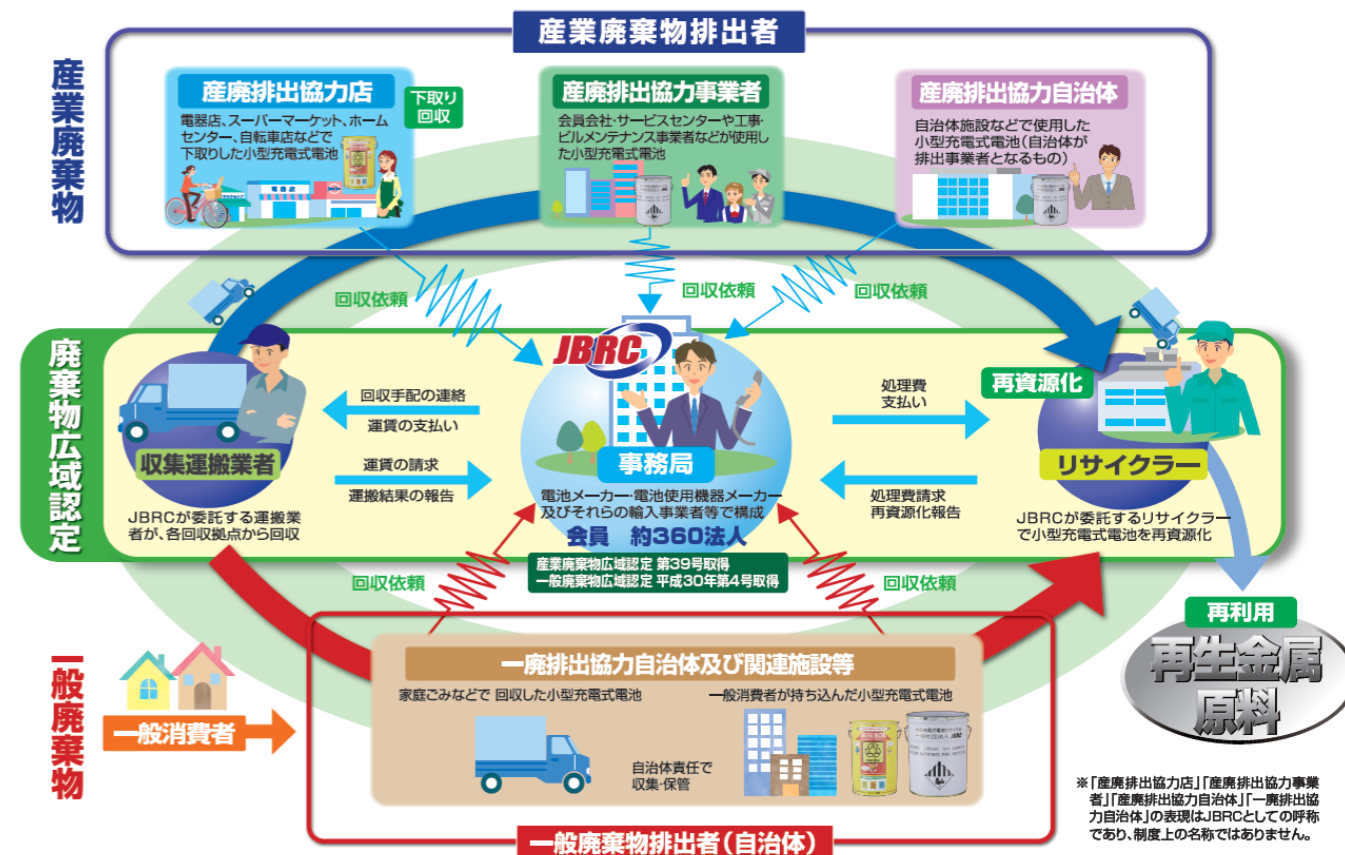 産業廃棄物排出者
産業廃棄物
産廃排出協力店
下取り
回収
電器店、スーパーマーケット、ホーム
センター、自転車店などで
下取りした小型充電式電池
電器店
産廃排出協力事業者
会員会社・サービスセンターや工事・
ビルメンテナンス事業者などが使用し
た小型充電式電池
産廃排出協力自治体
自治体施設などで使用した
小型充電式電池(自治体が
排出事業者となるもの)
回収依頼
回収依頼
回収依頼
廃棄物広域認定
収集運搬業者
JBRCが委託する運搬業
者が、各回収拠点から回収
回収手配の連絡
運賃の支払い
運賃の請求
運搬結果の報告
JBRC
事務局
電池メーカー・電池使用機器メーカー
及びそれらの輸入事業者等で構成
会員 約360法人
産業廃棄物広域認定 第39号取得
一般廃棄物広域認定 平成30年第4号取得
処理費
支払い
処理費請求
再資源化報告
再資源化
リサイクラー
JBRCが委託するリサイクラー
で小型充電式電池を再資源化
回収依頼
回収依頼
再利用
再生金属
原料
一般廃棄物
一般消費者
一廃排出協力自治体及び関連施設等
家庭ごみなどで 回収した小型充電式電池
一般消費者が持ち込んだ小型充電式電池
自治体責任で
収集・保管
一般廃棄物排出者(自治体)
※「産廃排出協力店」「産廃排出協力事業
者」「産廃排出協力自治体」「一廃排出協
力自治体」の表現はJBRCとしての呼称
であり、制度上の名称ではありません。